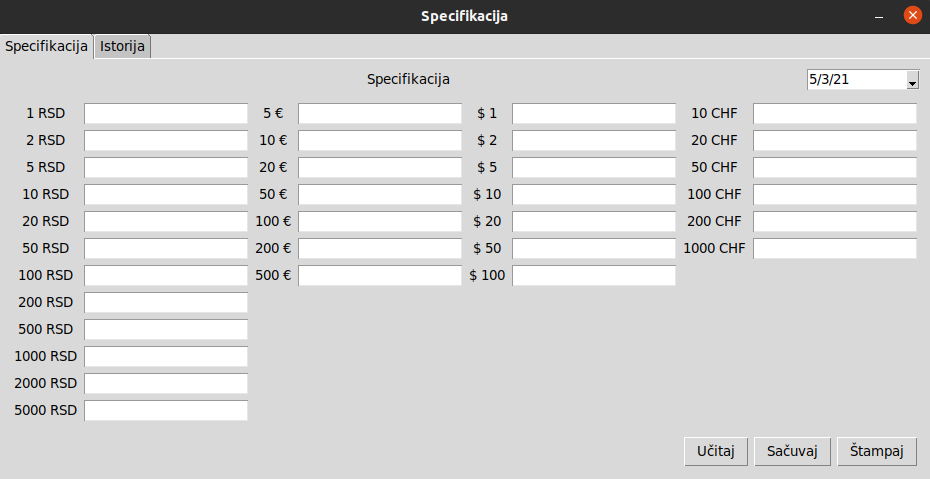 Specifikacija
Specifikacija Istorija
Specifikacija 5/3/21
1 RSD 5 € $ 1 10 CHF
2 RSD 10 € $ 2 20 CHF
5 RSD 20 € $ 5 50 CHF
10 RSD 50 € $ 10 100 CHF
20 RSD 100 € $ 20 200 CHF
50 RSD 200 € $ 50 1000 CHF
100 RSD 500 € $ 100
200 RSD
500 RSD
1000 RSD
2000 RSD
5000 RSD
Učitaj Sačuvaj Štampaj